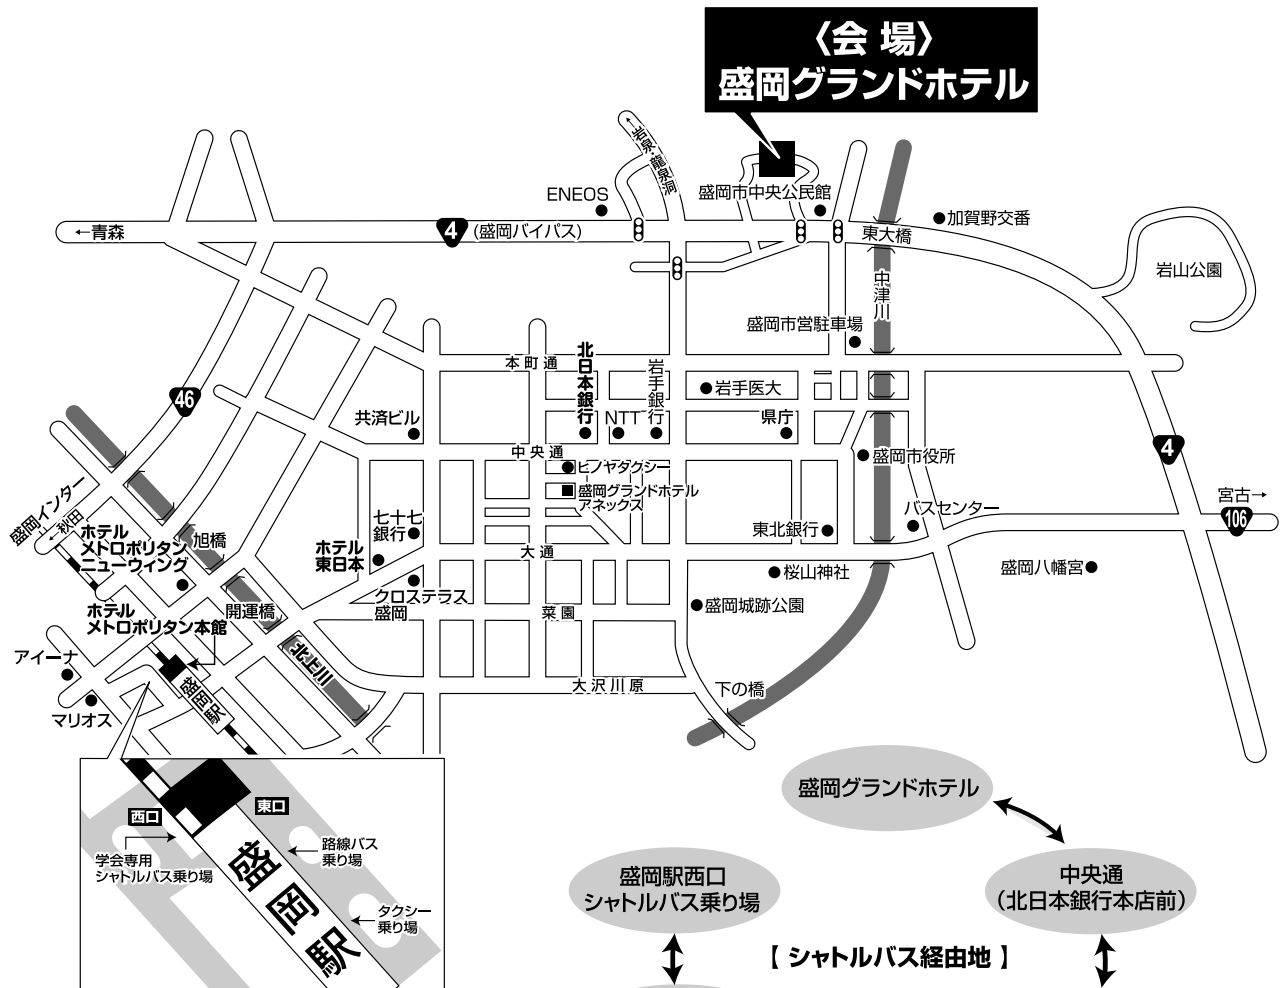 〈会 場〉
盛岡グランドホテル
岩泉・龍泉洞
ENEOS
盛岡市中央公民館
加賀野交番
←青森
4
(盛岡バイパス)
東大橋
岩山公園
中津川
盛岡市営駐車場
本町通
北日本銀行
岩手銀行
岩手医大
46
共済ビル
NTT
県庁
4
中央通
ヒノヤタクシー
盛岡市役所
盛岡グランドホテル
アネックス
盛岡インター
←秋田
宮古→
106
バスセンター
七十七
銀行
東北銀行
ホテル
メトロポリタン
ニューウィング
旭橋
ホテル
東日本
大通
桜山神社
盛岡八幡宮
クロステラス
盛岡
ホテル
メトロポリタン本館
開運橋
菜園
盛岡城跡公園
アイーナ
北上川
マリオス
盛岡駅
大沢川原
下の橋
西口
東口
学会専用
シャトルバス乗り場
路線バス
乗り場
タクシー
乗り場
盛岡駅
盛岡グランドホテル
盛岡駅西口
シャトルバス乗り場
中央通
(北日本銀行本店前)
【 シャトルバス経由地 】